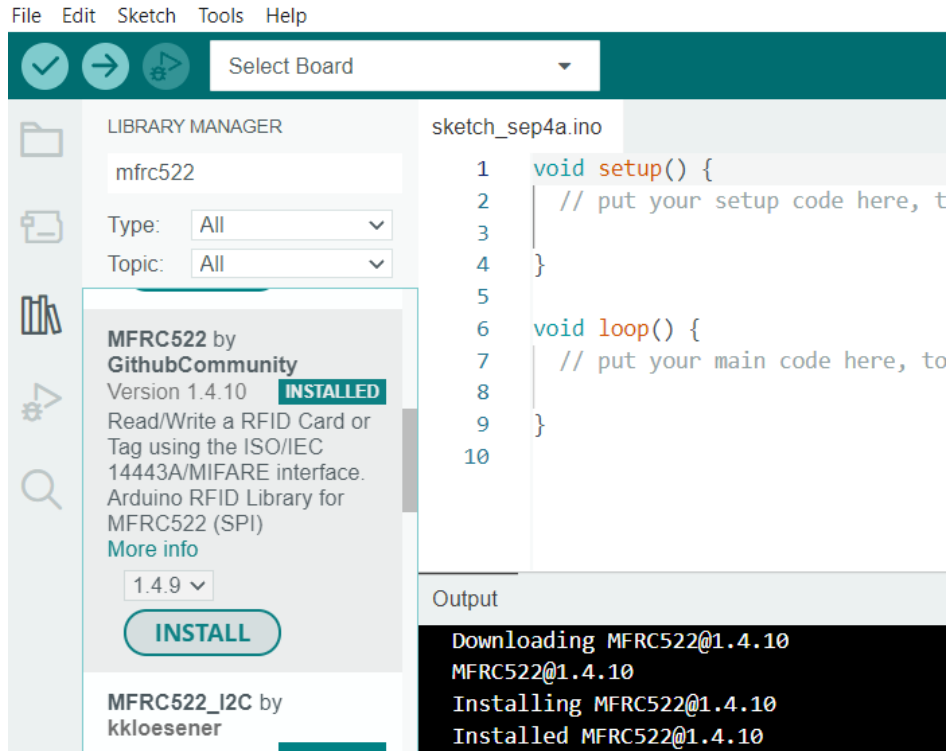 File Edit Sketch Tools Help
Select Board
LIBRARY MANAGER
mfrc522
Type: All
Topic: All
MFRC522 by
GithubCommunity
Version 1.4.10 INSTALLED
Read/Write a RFID Card or
Tag using the ISO/IEC
14443A/MIFARE interface.
Arduino RFID Library for
MFRC522 (SPI)
More info
1.4.9
INSTALL
MFRC522_I2C by
kkloesener
sketch_sep4a.ino
1 void setup() {
2 // put your setup code here, t
3
4 }
5
6 void loop() {
7 // put your main code here, to
8
9 }
10
Output
Downloading MFRC522@1.4.10
MFRC522@1.4.10
Installing MFRC522@1.4.10
Installed MFRC522@1.4.10